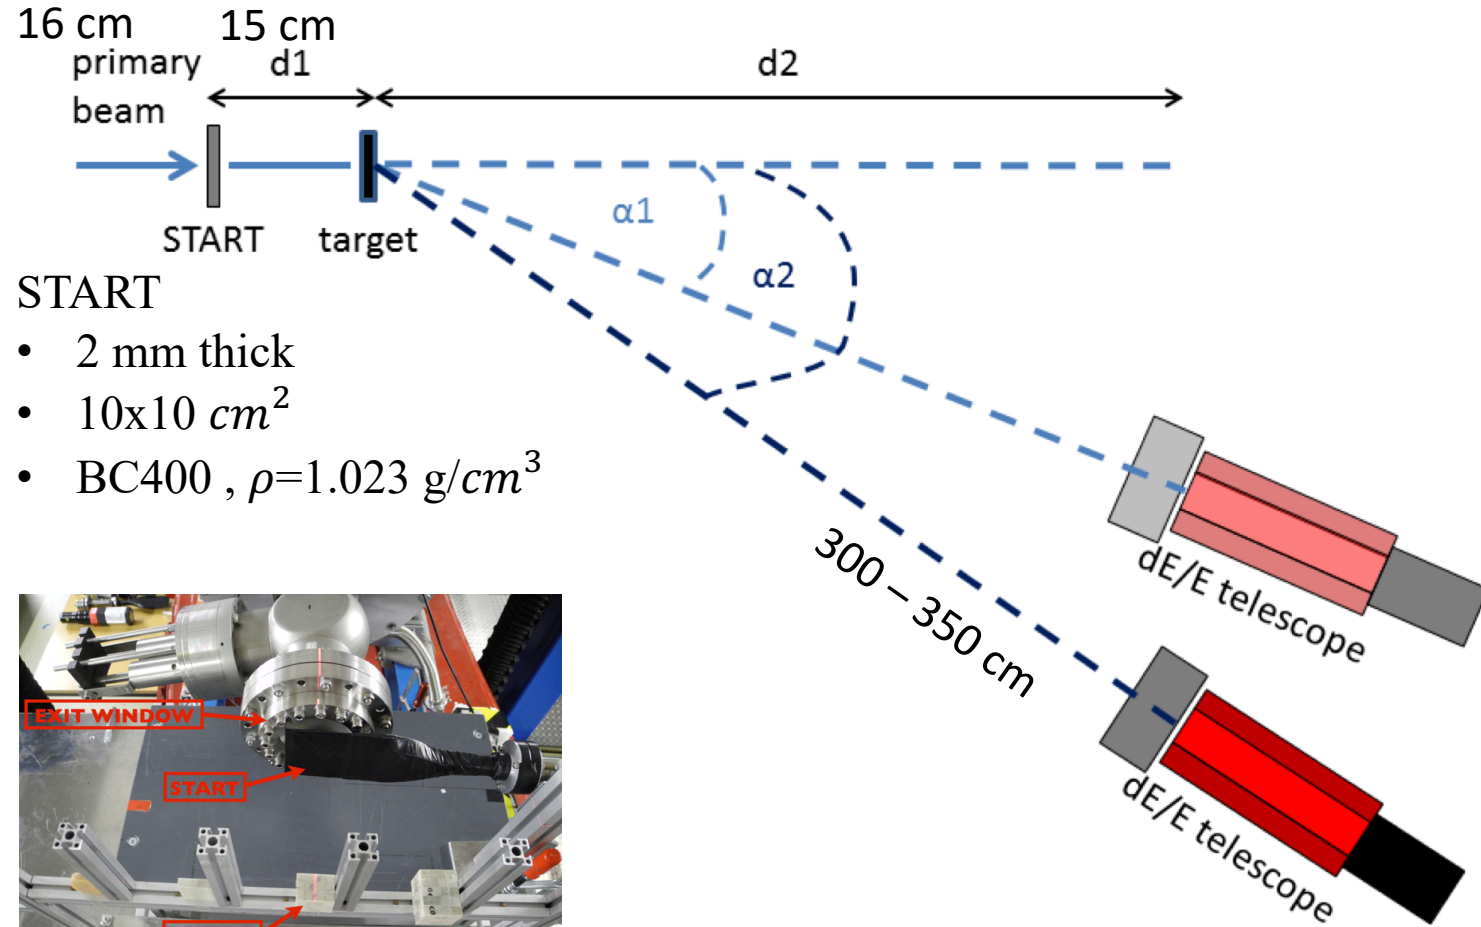 16 cm
15 cm
primary
beam
d1
d2
α1
α2
START
target
START
• 2 mm thick
• 10x10 cm²
• BC400 , ρ=1.023 g/cm³
300 – 350 cm
dE/E telescope
dE/E telescope
EXIT WINDOW
START